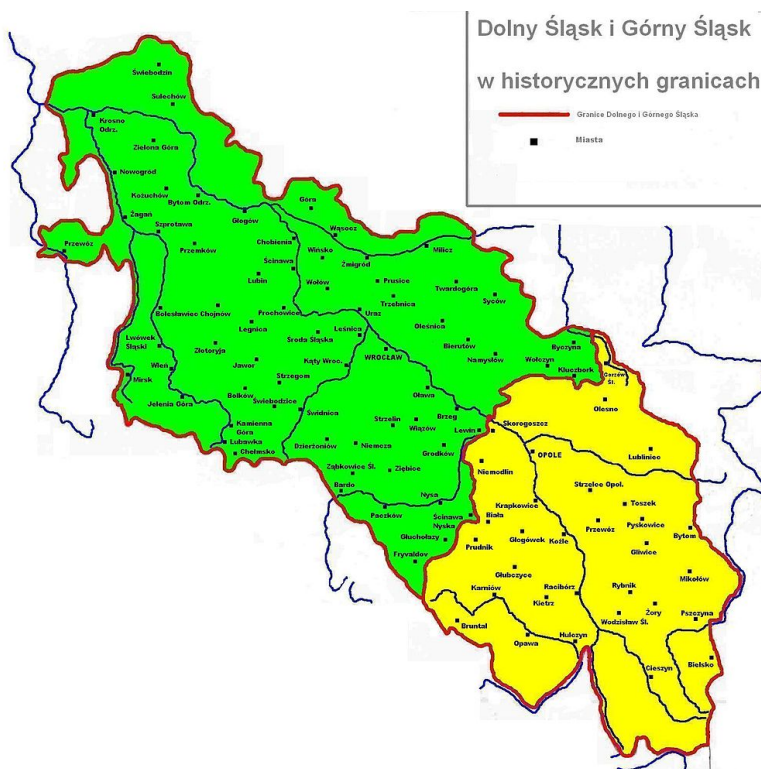 Dolny Śląsk i Górny Śląsk
w historycznych granicach
Granice Dolnego i Górnego Śląska
Miasta
Świebodzin
Sulechów
Krosno
Odrz.
Zielona Góra
Nowogród
Kożuchów
Bytom Odrz.
Góra
Żagań
Głogów
Szprotawa
Wąsocz
Przewóz
Przemków
Chobienia
Wińsko
Milicz
Żmigród
Ścinawa
Lubin
Wołów
Prusice
Twardogóra
Trzebnica
Syców
Bolesławiec
Chojnów
Prochowice
Uraz
Legnica
Oleśnica
Lwówek
Śląski
Środa Śląska
Leśnica
Złotoryja
Bierutów
Byczyna
WROCŁAW
Namysłów
Wołczyn
Gorzów
Śl.
Wleń
Jawor
Kąty Wroc.
Kluczbork
Mirsk
Strzegom
Bolków
Oława
Olesno
Jelenia Góra
Świebodzice
Świdnica
Brzeg
Strzelin
Wiązów
Kamienna
Góra
Lewin
Skorogoszcz
Lubawka
Dzierżoniów
Niemcza
Grodków
Lubliniec
Chełmsko
OPOLE
Ząbkowice Śl.
Ziębice
Niemodlin
Bardo
Strzelce Opol.
Nysa
Krapkowice
Toszek
Paczków
Ścinawa
Nyska
Biała
Przewóz
Pyskowice
Bytom
Głuchołazy
Prudnik
Głogówek
Koźle
Gliwice
Fryvaldov
Głubczyce
Mikołów
Karniów
Racibórz
Rybnik
Kietrz
Żory
Bruntal
Wodzisław Śl.
Pszczyna
Opawa
Hulczyn
Cieszyn
Bielsko